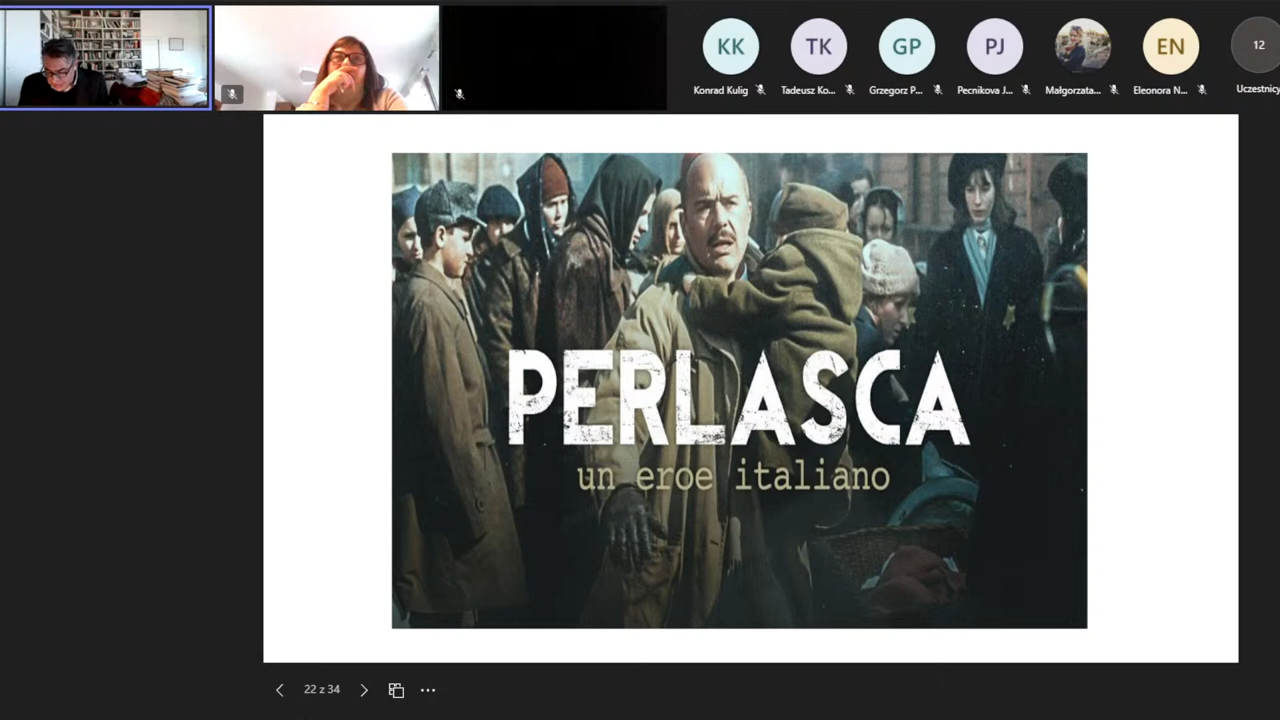 KK
TK
GP
PJ
EN
12
Konrad Kulig
Tadeusz Ko...
Grzegorz P...
Pecnikova J...
Małgorzata...
Eleonora N...
Uczestnicy
PERLASCA
un eroe italiano
22 z 34